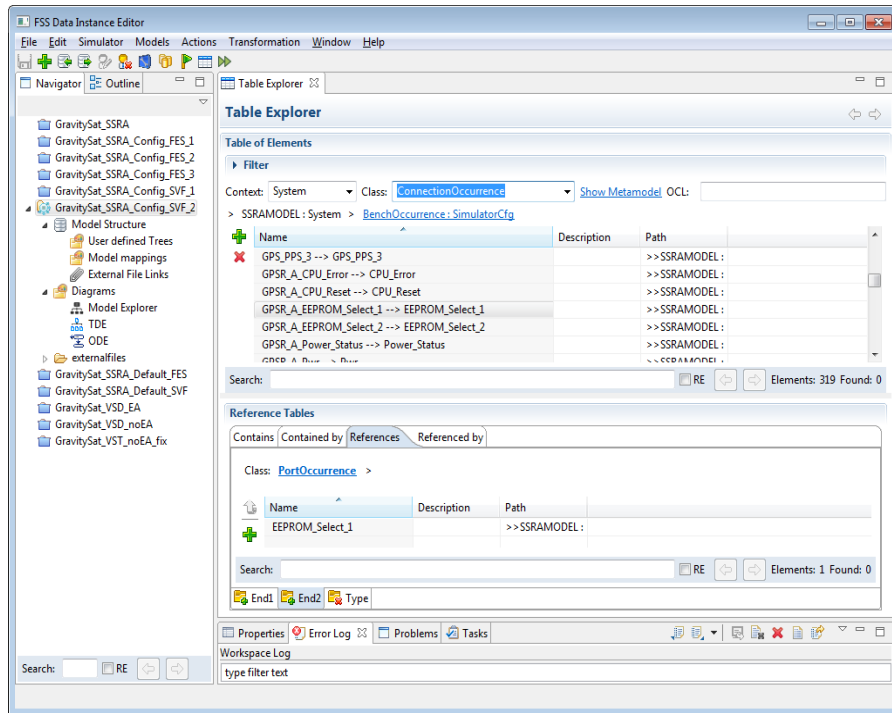 FSS Data Instance Editor
File Edit Simulator Models Actions Transformation Window Help
Navigator Outline
GravitySat_SSRA
GravitySat_SSRA_Config_FES_1
GravitySat_SSRA_Config_FES_2
GravitySat_SSRA_Config_FES_3
GravitySat_SSRA_Config_SVF_1
GravitySat_SSRA_Config_SVF_2
Model Structure
User defined Trees
Model mappings
External File Links
Diagrams
Model Explorer
TDE
ODE
externalfiles
GravitySat_SSRA_Default_FES
GravitySat_SSRA_Default_SVF
GravitySat_VSD_EA
GravitySat_VSD_noEA
GravitySat_VST_noEA_fix
Search: RE
Table Explorer
Table Explorer
Table of Elements
Filter
Context: System Class: ConnectionOccurrence Show Metamodel OCL:
> SSRAMODEL : System > BenchOccurrence : SimulatorCfg
Name Description Path
GPS_PPS_3 --> GPS_PPS_3 >>SSRAMODEL :
GPSR_A_CPU_Error --> CPU_Error >>SSRAMODEL :
GPSR_A_CPU_Reset --> CPU_Reset >>SSRAMODEL :
GPSR_A_EEPROM_Select_1 --> EEPROM_Select_1 >>SSRAMODEL :
GPSR_A_EEPROM_Select_2 --> EEPROM_Select_2 >>SSRAMODEL :
GPSR_A_Power_Status --> Power_Status >>SSRAMODEL :
GPSR_A_Pwr --> Pwr >>SSRAMODEL :
Search: RE Elements: 319 Found: 0
Reference Tables
Contains Contained by References Referenced by
Class: PortOccurrence >
Name Description Path
EEPROM_Select_1 >>SSRAMODEL :
Search: RE Elements: 1 Found: 0
End1 End2 Type
Properties Error Log Problems Tasks
Workspace Log
type filter text